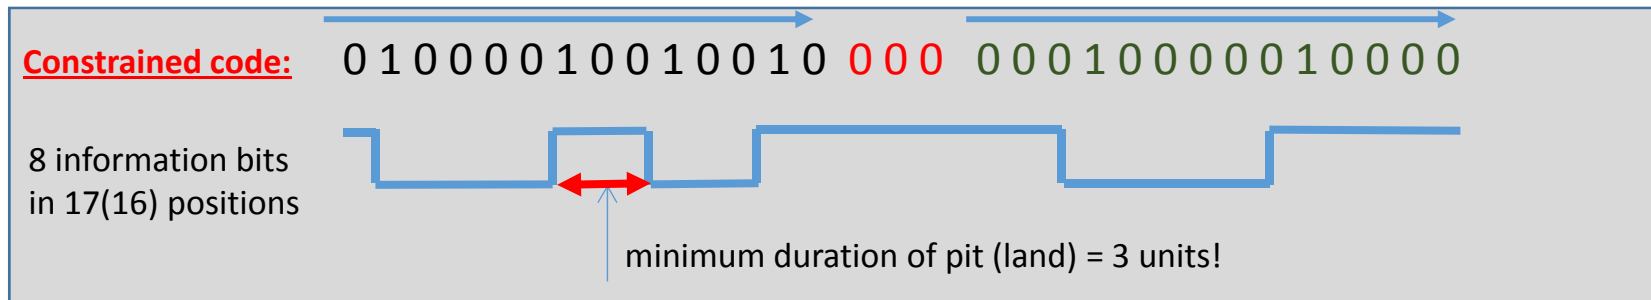 Constrained code: 0 1 0 0 0 0 1 0 0 1 0 0 1 0 0 0 0 0 0 0 1 0 0 0 0 0 1 0 0 0 0
8 information bits
in 17(16) positions
minimum duration of pit (land) = 3 units!